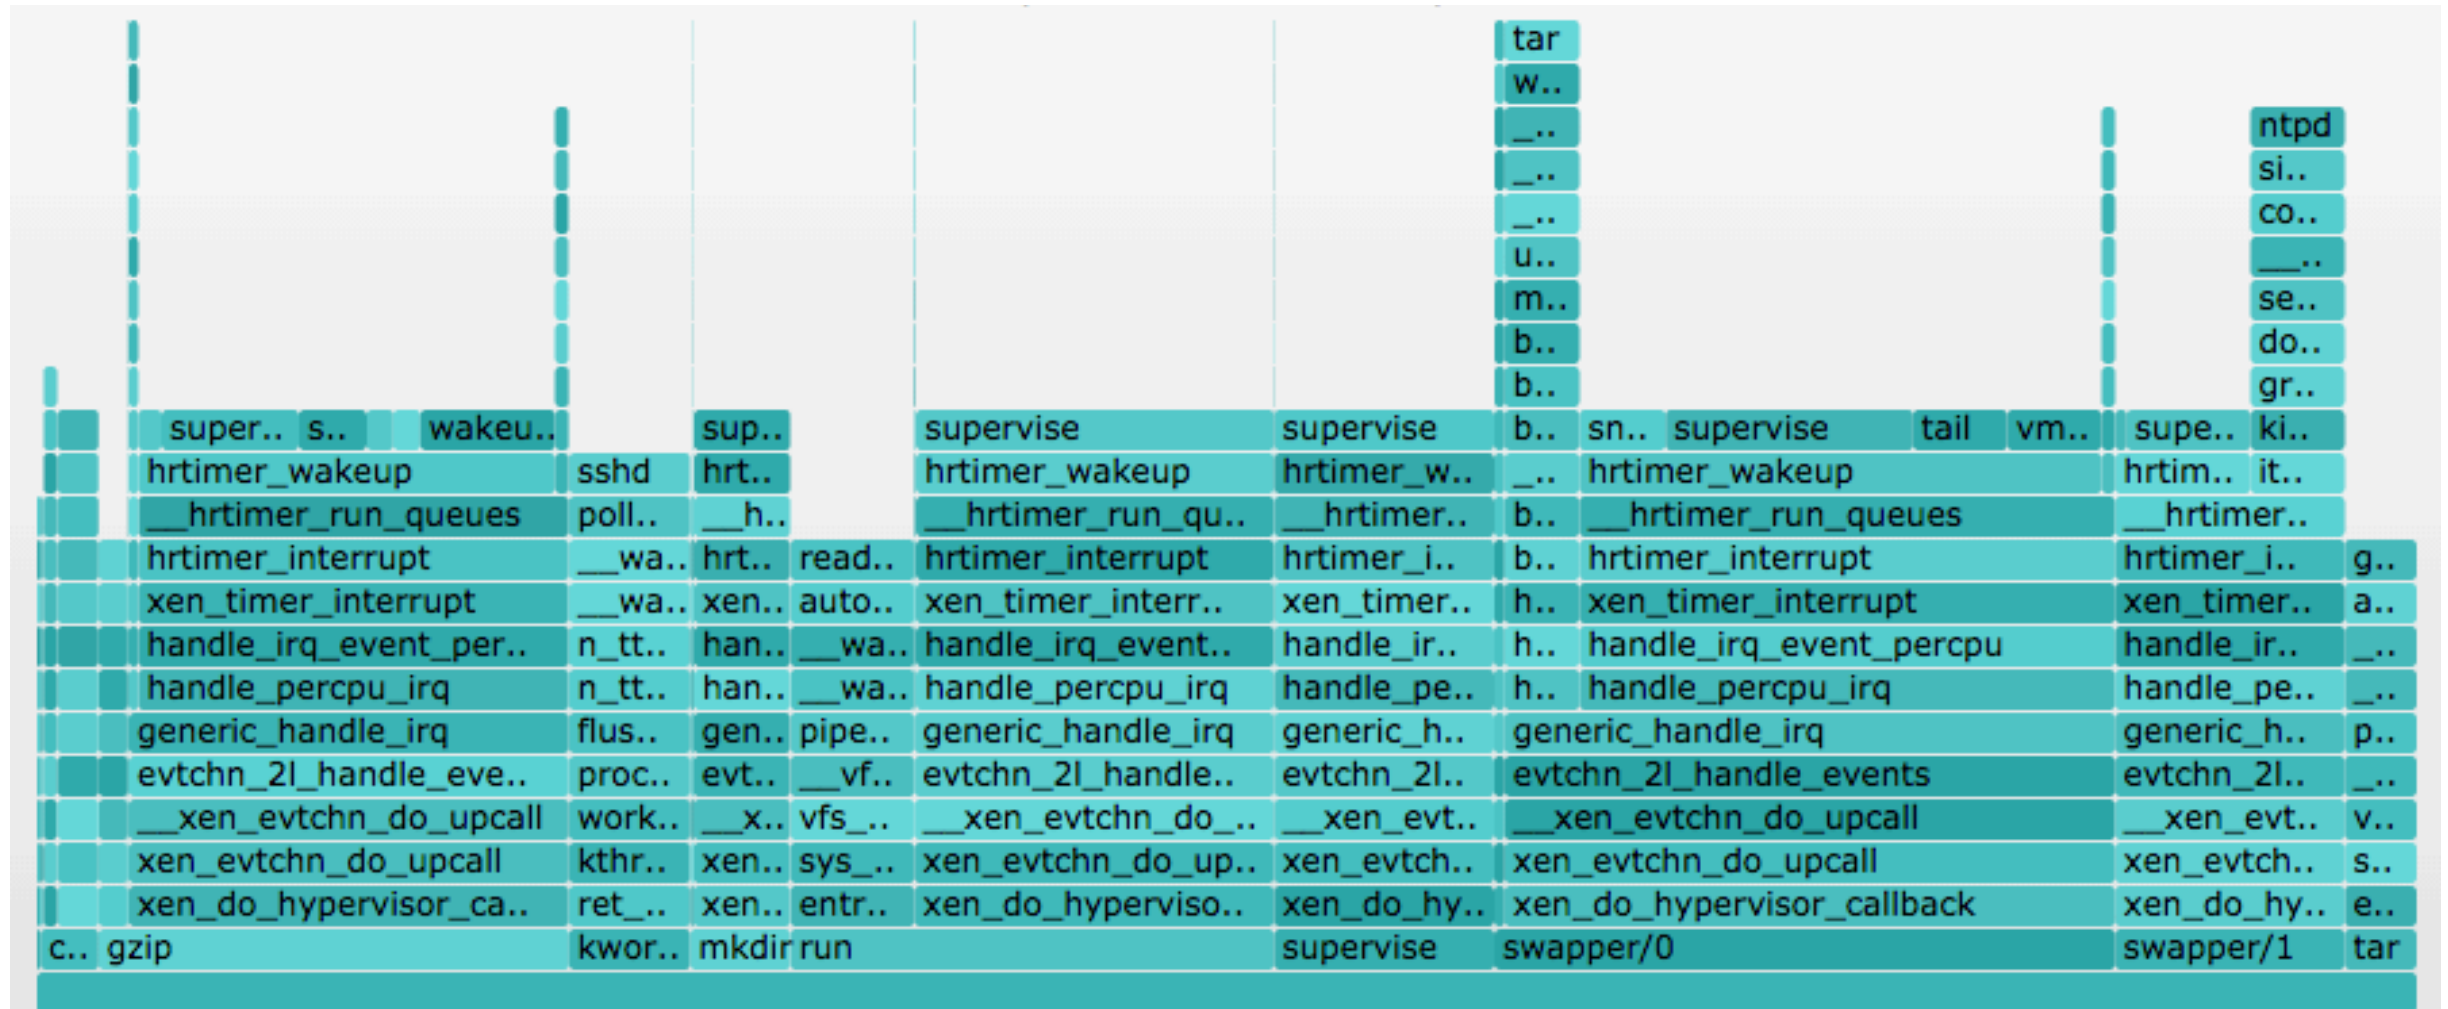 tar
w..
_.. ntpd
_.. si..
_.. co..
u.. __..
m.. se..
b.. do..
b.. gr..
super.. s.. wakeu.. sup.. supervise supervise b.. sn.. supervise tail vm.. supe.. ki..
hrtimer_wakeup sshd hrt.. hrtimer_wakeup hrtimer_w.. _.. hrtimer_wakeup hrtim.. it..
__hrtimer_run_queues poll.. __h.. __hrtimer_run_qu.. __hrtimer.. b.. __hrtimer_run_queues __hrtimer..
hrtimer_interrupt __wa.. hrt.. read.. hrtimer_interrupt hrtimer_i.. b.. hrtimer_interrupt hrtimer_i.. g..
xen_timer_interrupt __wa.. xen.. auto.. xen_timer_interr.. xen_timer.. h.. xen_timer_interrupt xen_timer.. a..
handle_irq_event_per.. n_tt.. han.. __wa.. handle_irq_event.. handle_ir.. h.. handle_irq_event_percpu handle_ir.. _..
handle_percpu_irq n_tt.. han.. __wa.. handle_percpu_irq handle_pe.. h.. handle_percpu_irq handle_pe.. _..
generic_handle_irq flus.. gen.. pipe.. generic_handle_irq generic_h.. generic_handle_irq generic_h.. p..
evtchn_2l_handle_eve.. proc.. evt.. __vf.. evtchn_2l_handle.. evtchn_2l.. evtchn_2l_handle_events evtchn_2l.. _..
__xen_evtchn_do_upcall work.. __x.. vfs_.. __xen_evtchn_do_.. __xen_evt.. __xen_evtchn_do_upcall __xen_evt.. v..
xen_evtchn_do_upcall kthr.. xen.. sys_.. xen_evtchn_do_up.. xen_evtch.. xen_evtchn_do_upcall xen_evtch.. s..
xen_do_hypervisor_ca.. ret_.. xen.. entr.. xen_do_hyperviso.. xen_do_hy.. xen_do_hypervisor_callback xen_do_hy.. e..
c.. gzip kwor.. mkdir run supervise swapper/0 swapper/1 tar